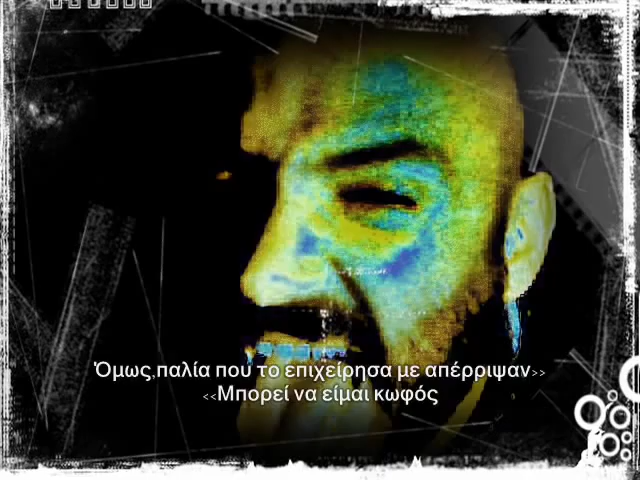 Όμως,παλία που το επιχείρησα με απέρριψαν>>
<<Μπορεί να είμαι κωφός